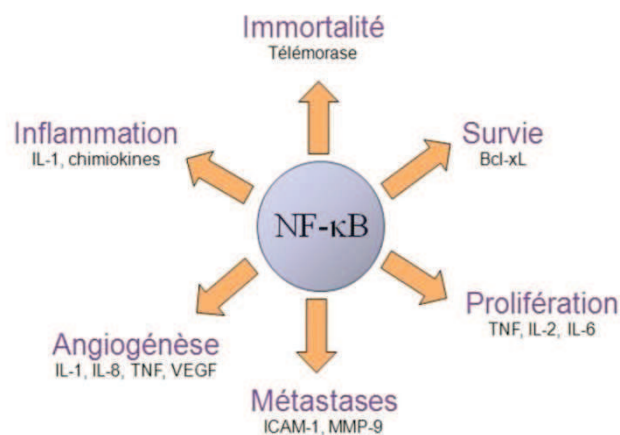 Immortalité
Télémorase
Inflammation
IL-1, chimiokines
Survie
Bcl-xL
NF-κB
Prolifération
TNF, IL-2, IL-6
Angiogénèse
IL-1, IL-8, TNF, VEGF
Métastases
ICAM-1, MMP-9